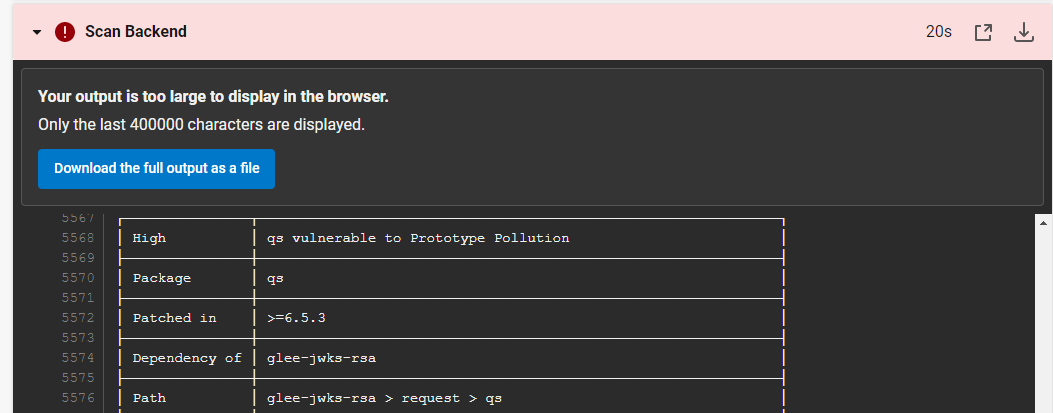 Scan Backend
20s
Your output is too large to display in the browser.
Only the last 400000 characters are displayed.
Download the full output as a file
5567
5568 High qs vulnerable to Prototype Pollution
5569
5570 Package qs
5571
5572 Patched in >=6.5.3
5573
5574 Dependency of glee-jwks-rsa
5575
5576 Path glee-jwks-rsa > request > qs